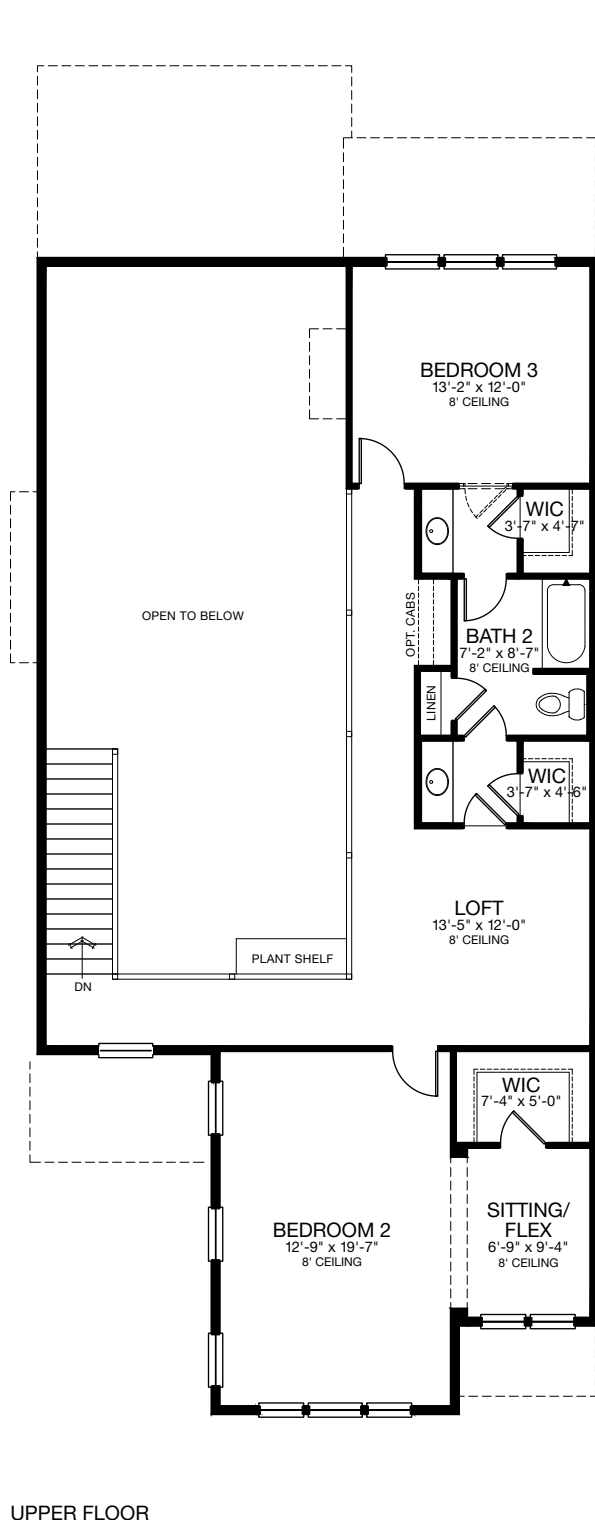 BEDROOM 3
13'-2" x 12'-0"
8' CEILING
WIC
3'-7" x 4'-7"
OPEN TO BELOW
OPT. CABS
BATH 2
7'-2" x 8'-7"
8' CEILING
LINEN
WIC
3'-7" x 4'-6"
LOFT
13'-5" x 12'-0"
8' CEILING
PLANT SHELF
DN
WIC
7'-4" x 5'-0"
SITTING/
FLEX
6'-9" x 9'-4"
8' CEILING
BEDROOM 2
12'-9" x 19'-7"
8' CEILING
UPPER FLOOR